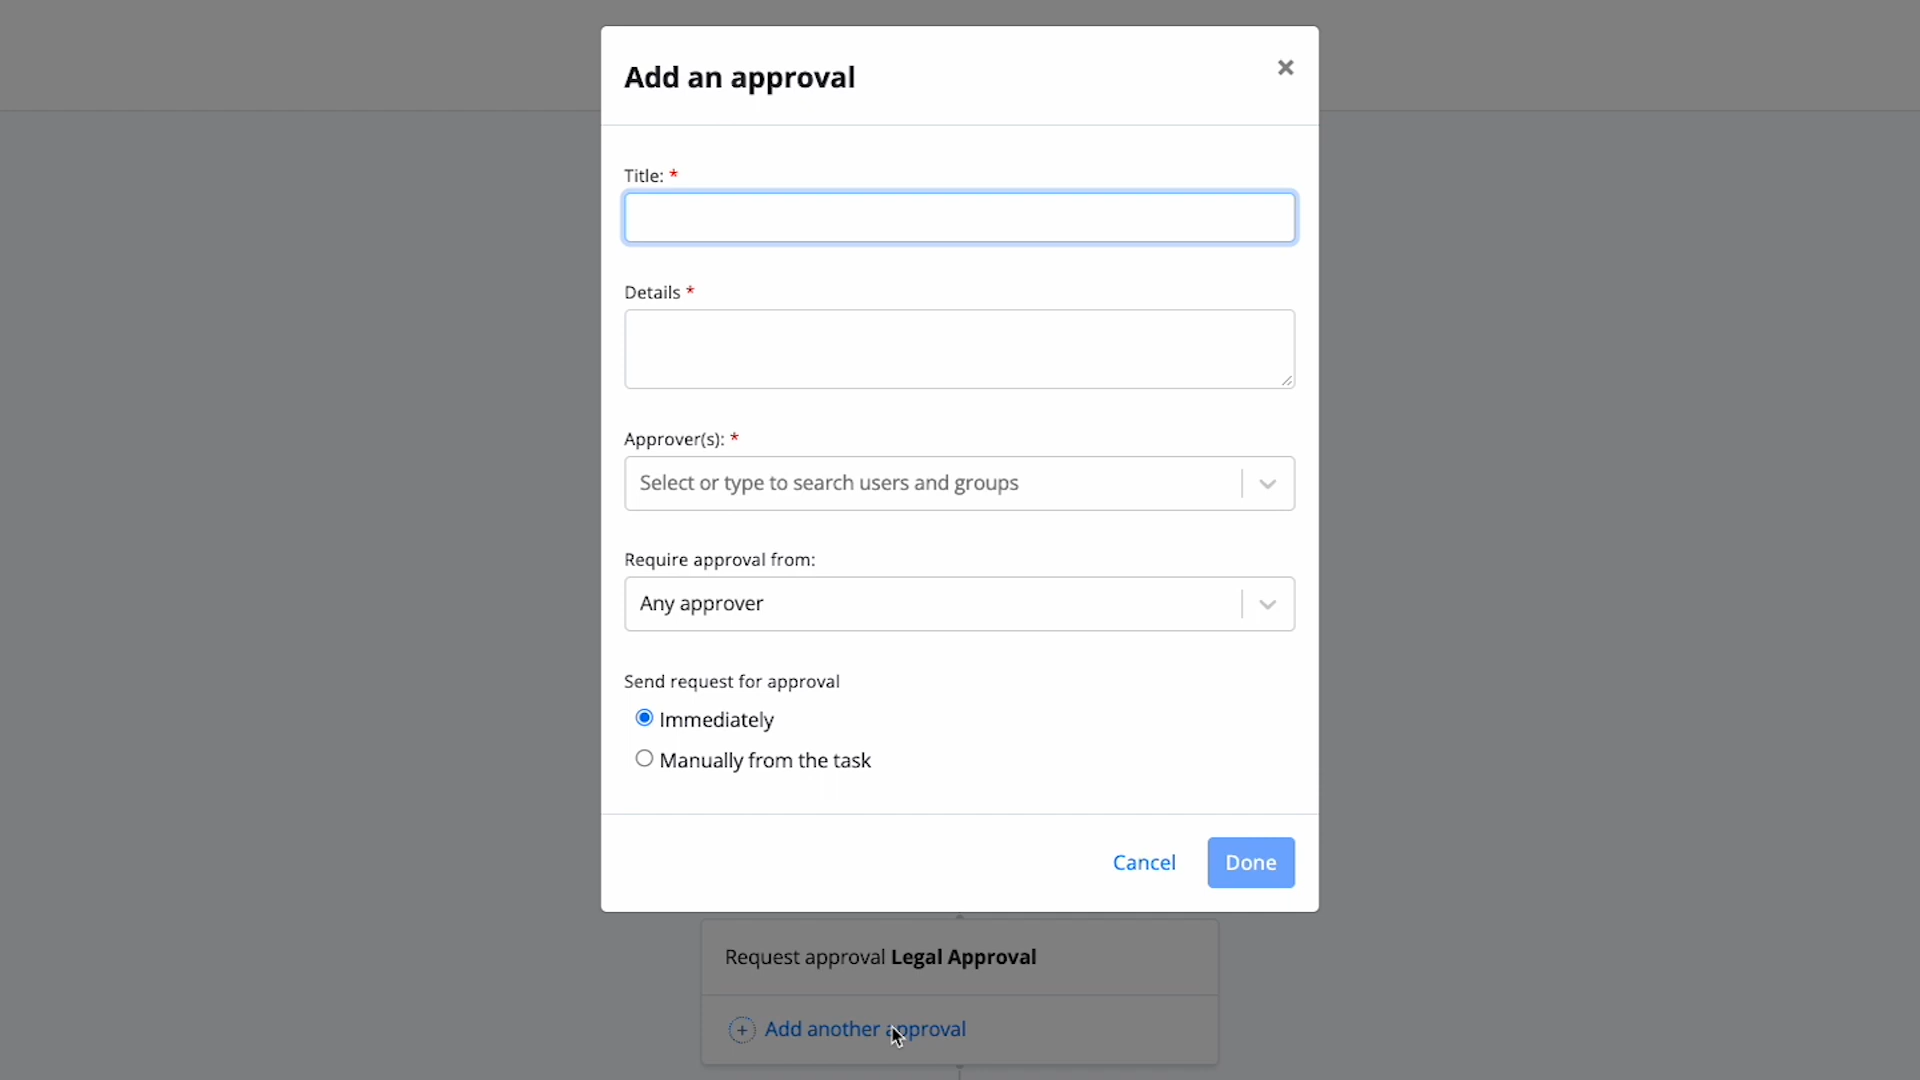 Add an approval
Title: *
Details *
Approver(s): *
Select or type to search users and groups
Require approval from:
Any approver
Send request for approval
Immediately
Manually from the task
Cancel
Done
Request approval Legal Approval
Add another approval